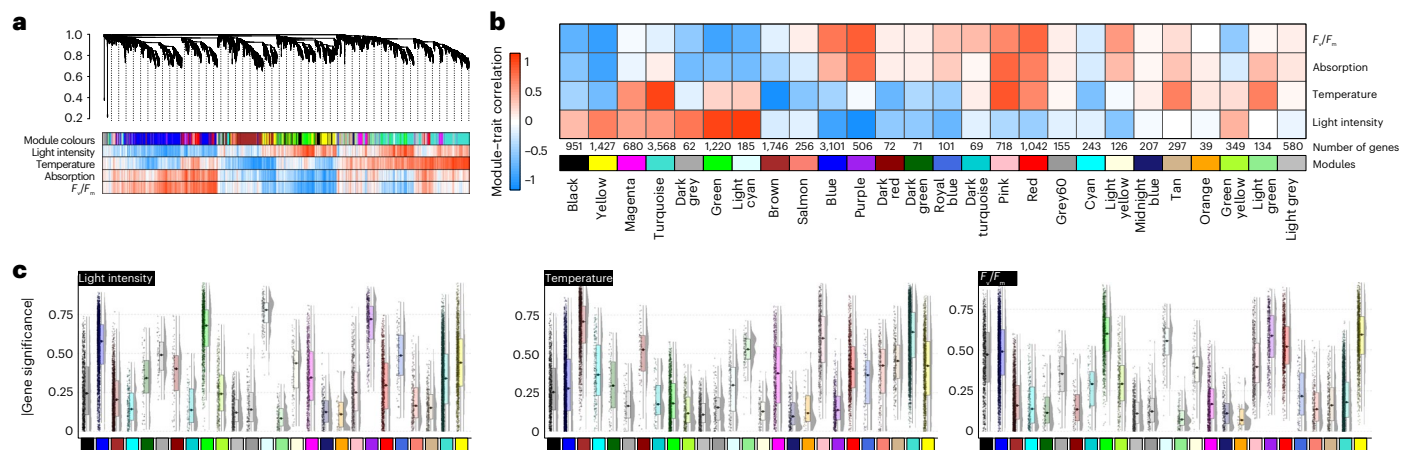 a
1.0
0.8
0.6
0.4
0.2
Module colours
Light intensity
Temperature
Absorption
Fv/Fm
b
Module–trait correlation
1
0.5
0
−0.5
−1
Fv/Fm
Absorption
Temperature
Light intensity
951 1,427 680 3,568 62 1,220 185 1,746 256 3,101 506 72 71 101 69 718 1,042 155 243 126 207 297 39 349 134 580 Number of genes
Modules
Black
Yellow
Magenta
Turquoise
Dark
grey
Green
Light
cyan
Brown
Salmon
Blue
Purple
Dark
red
Dark
green
Royal
blue
Dark
turquoise
Pink
Red
Grey60
Cyan
Light
yellow
Midnight
blue
Tan
Orange
Green
yellow
Light
green
Light grey
c
|Gene significance|
Light intensity
0.75
0.50
0.25
0
Temperature
0.75
0.50
0.25
0
Fv/Fm
0.75
0.50
0.25
0